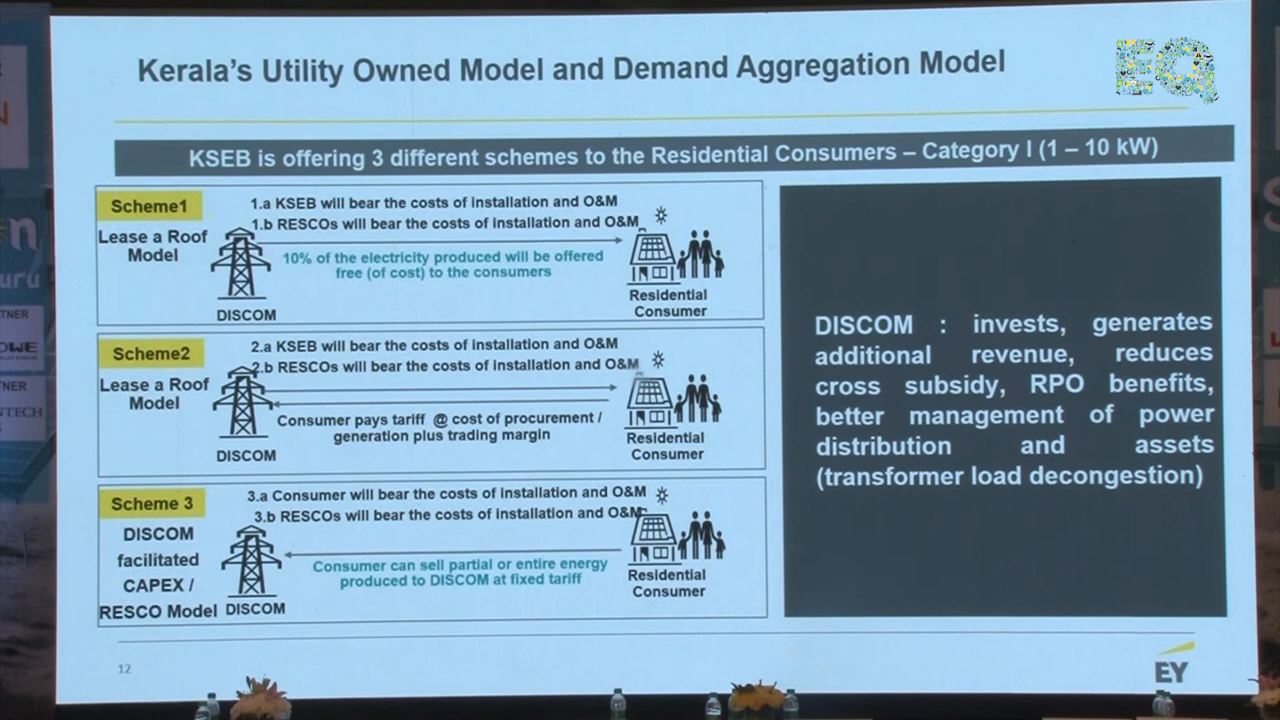 Kerala's Utility Owned Model and Demand Aggregation Model
EQ
KSEB is offering 3 different schemes to the Residential Consumers – Category I (1 – 10 kW)
Scheme1
Lease a Roof
Model
1.a KSEB will bear the costs of installation and O&M
1.b RESCOs will bear the costs of installation and O&M
10% of the electricity produced will be offered
free (of cost) to the consumers
DISCOM
Residential
Consumer
Scheme2
Lease a Roof
Model
2.a KSEB will bear the costs of installation and O&M
2.b RESCOs will bear the costs of installation and O&M
Consumer pays tariff @ cost of procurement /
generation plus trading margin
DISCOM
Residential
Consumer
Scheme 3
DISCOM
facilitated
CAPEX /
RESCO Model
3.a Consumer will bear the costs of installation and O&M
3.b RESCOs will bear the costs of installation and O&M
Consumer can sell partial or entire energy
produced to DISCOM at fixed tariff
DISCOM
Residential
Consumer
DISCOM : invests, generates
additional revenue, reduces
cross subsidy, RPO benefits,
better management of power
distribution and assets
(transformer load decongestion)
12
EY